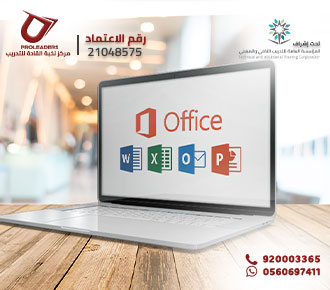 PROLEADERS
مركز نخبة القادة للتدريب
رقم الاعتماد
21048575
تحت إشراف
المؤسسة العامة للتدريب التقني والمهني
Technical and Vocational Training Corporation
Office
W X O P
920003365
0560697411